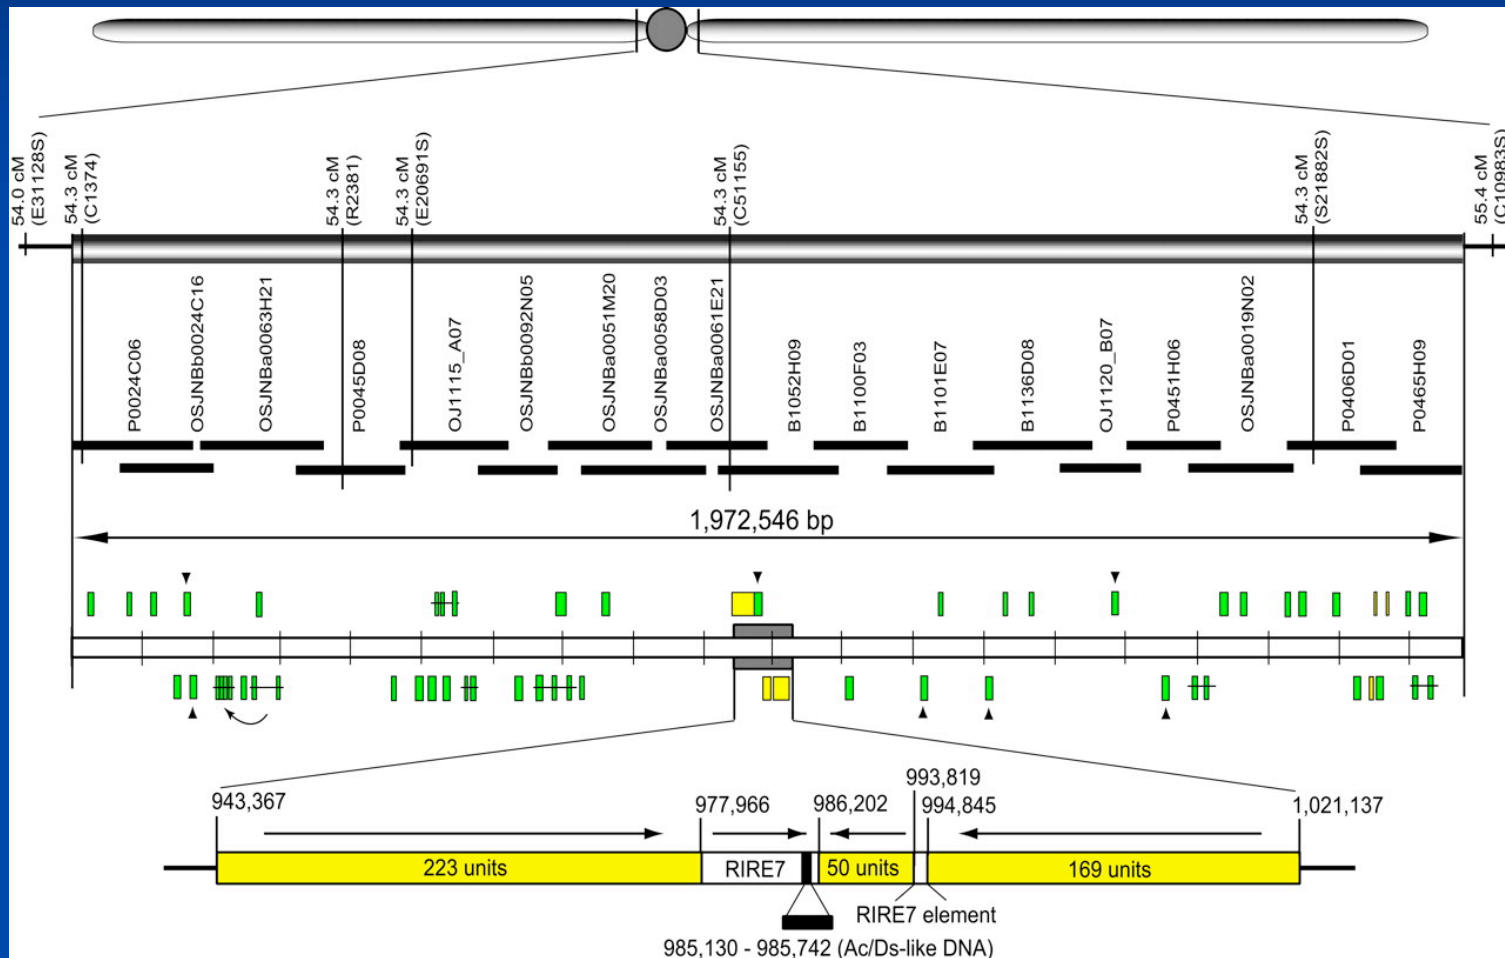 54.0 cM
(E31128S)
54.3 cM
(C1374)
54.3 cM
(R2381)
54.3 cM
(E20691S)
54.3 cM
(C51155)
54.3 cM
(S21882S)
55.4 cM
(C10983S)
P0024C06
OSJNBb0024C16
OSJNBa0063H21
P0045D08
OJ1115_A07
OSJNBb0092N05
OSJNBa0051M20
OSJNBa0058D03
OSJNBa0061E21
B1052H09
B1100F03
B1101E07
B1136D08
OJ1120_B07
P0451H06
OSJNBa0019N02
P0406D01
P0465H09
1,972,546 bp
943,367
977,966
986,202
993,819
994,845
1,021,137
223 units
RIRE7
50 units
169 units
RIRE7 element
985,130 - 985,742 (Ac/Ds-like DNA)